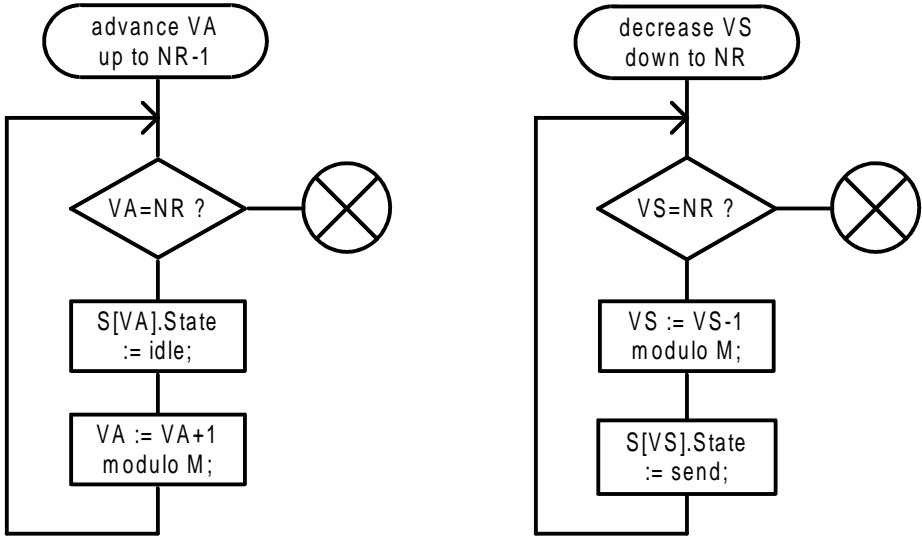 advance VA
up to NR-1
VA=NR ?
S[VA].State
:= idle;
VA := VA+1
modulo M;
decrease VS
down to NR
VS=NR ?
VS := VS-1
modulo M;
S[VS].State
:= send;